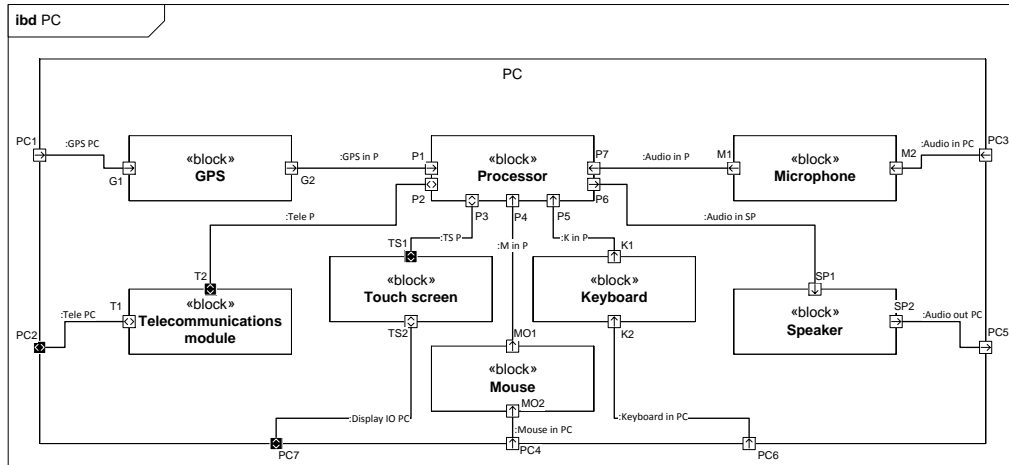 ibd PC
PC
PC1
:GPS PC
G1
«block»
GPS
G2
:GPS in P
P1
P2
«block»
Processor
P7
P6
P3
P4
P5
:Audio in P
M1
«block»
Microphone
M2
:Audio in PC
PC3
:Tele P
:TS P
:M in P
:K in P
:Audio in SP
TS1
K1
T2
SP1
T1
:Tele PC
PC2
«block»
Telecommunications
module
«block»
Touch screen
TS2
«block»
Keyboard
K2
«block»
Speaker
SP2
:Audio out PC
PC5
MO1
«block»
Mouse
MO2
:Display IO PC
:Mouse in PC
:Keyboard in PC
PC7
PC4
PC6